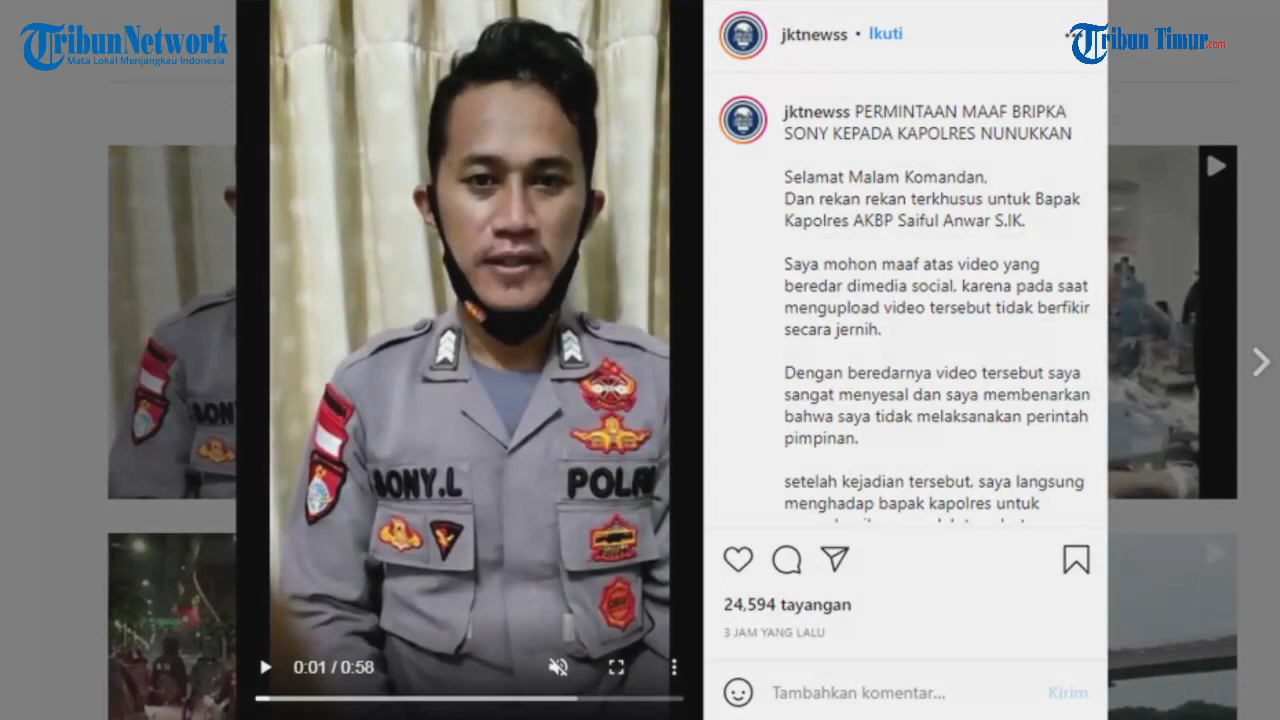 TribunNetwork
Mata Lokal Menjangkau Indonesia
Tribun Timur.com
jktnewss • Ikuti
jktnewss PERMINTAAN MAAF BRIPKA
SONY KEPADA KAPOLRES NUNUKKAN
Selamat Malam Komandan,
Dan rekan rekan terkhusus untuk Bapak
Kapolres AKBP Saiful Anwar S.IK.
Saya mohon maaf atas video yang
beredar dimedia social, karena pada saat
mengupload video tersebut tidak berfikir
secara jernih.
Dengan beredarnya video tersebut saya
sangat menyesal dan saya membenarkan
bahwa saya tidak melaksanakan perintah
pimpinan.
setelah kejadian tersebut, saya langsung
menghadap bapak kapolres untuk
SONY.L
POLRI
24,594 tayangan
3 JAM YANG LALU
0:01 / 0:58
Tambahkan komentar...
Kirim